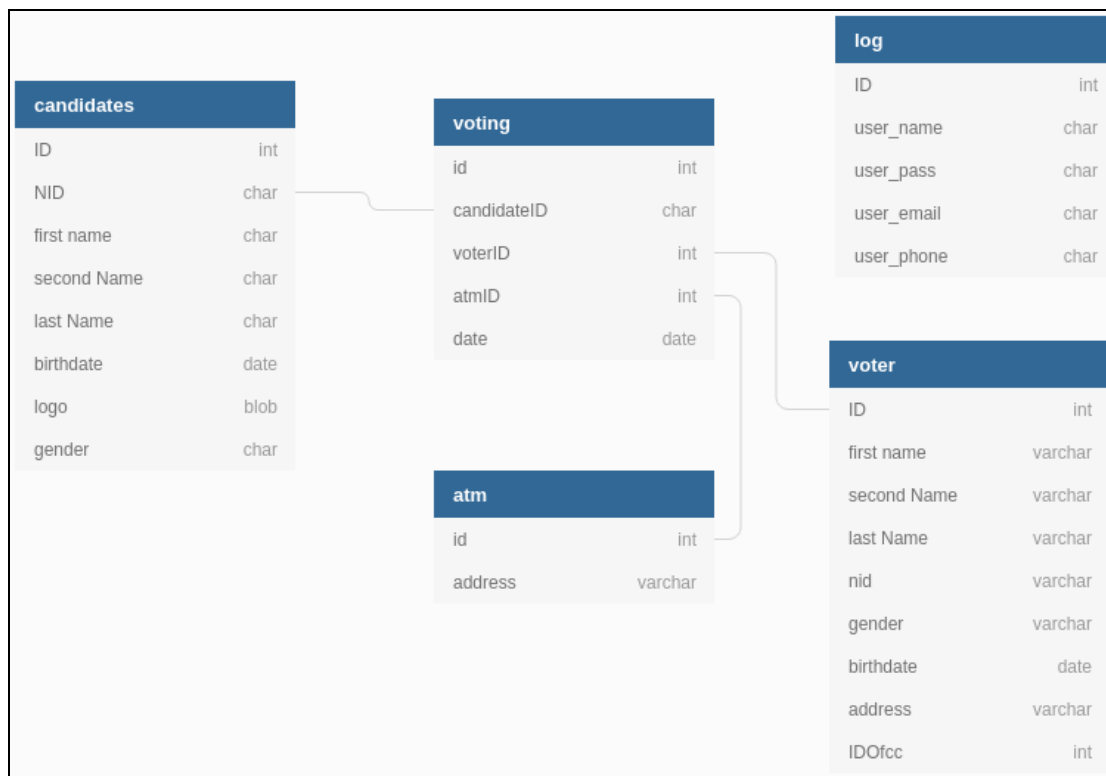 candidates
ID int
NID char
first name char
second Name char
last Name char
birthdate date
logo blob
gender char
voting
id int
candidateID char
voterID int
atmID int
date date
atm
id int
address varchar
log
ID int
user_name char
user_pass char
user_email char
user_phone char
voter
ID int
first name varchar
second Name varchar
last Name varchar
nid varchar
gender varchar
birthdate date
address varchar
IDOfcc int